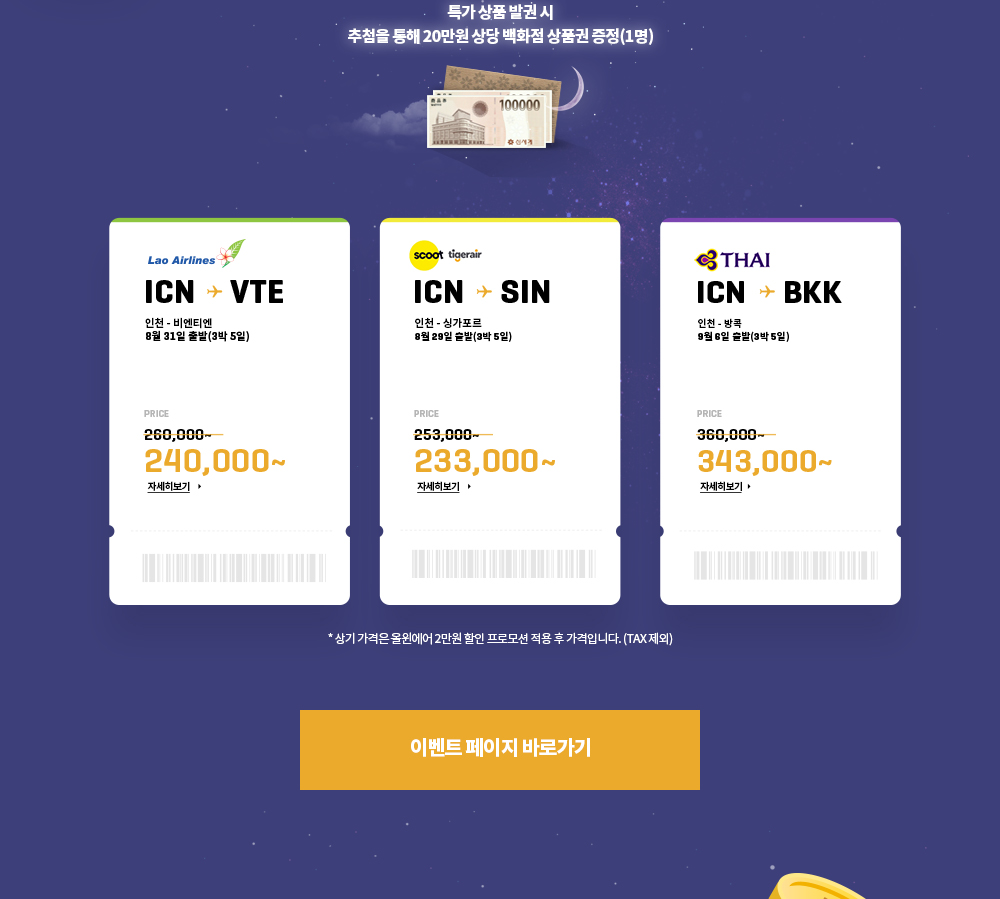 특가 상품 발권 시
추첨을 통해 20만원 상당 백화점 상품권 증정(1명)
100000
신세계
Lao Airlines
ICN VTE
인천 - 비엔티엔
8월 31일 출발(3박 5일)
PRICE
260,000~
240,000~
자세히보기
scoot tigerair
ICN SIN
인천 - 싱가포르
8월 29일 출발(3박 5일)
PRICE
253,000~
233,000~
자세히보기
THAI
ICN BKK
인천 - 방콕
9월 6일 출발(3박 5일)
PRICE
360,000~
343,000~
자세히보기
* 상기 가격은 올윈에어 2만원 할인 프로모션 적용 후 가격입니다. (TAX 제외)
이벤트 페이지 바로가기